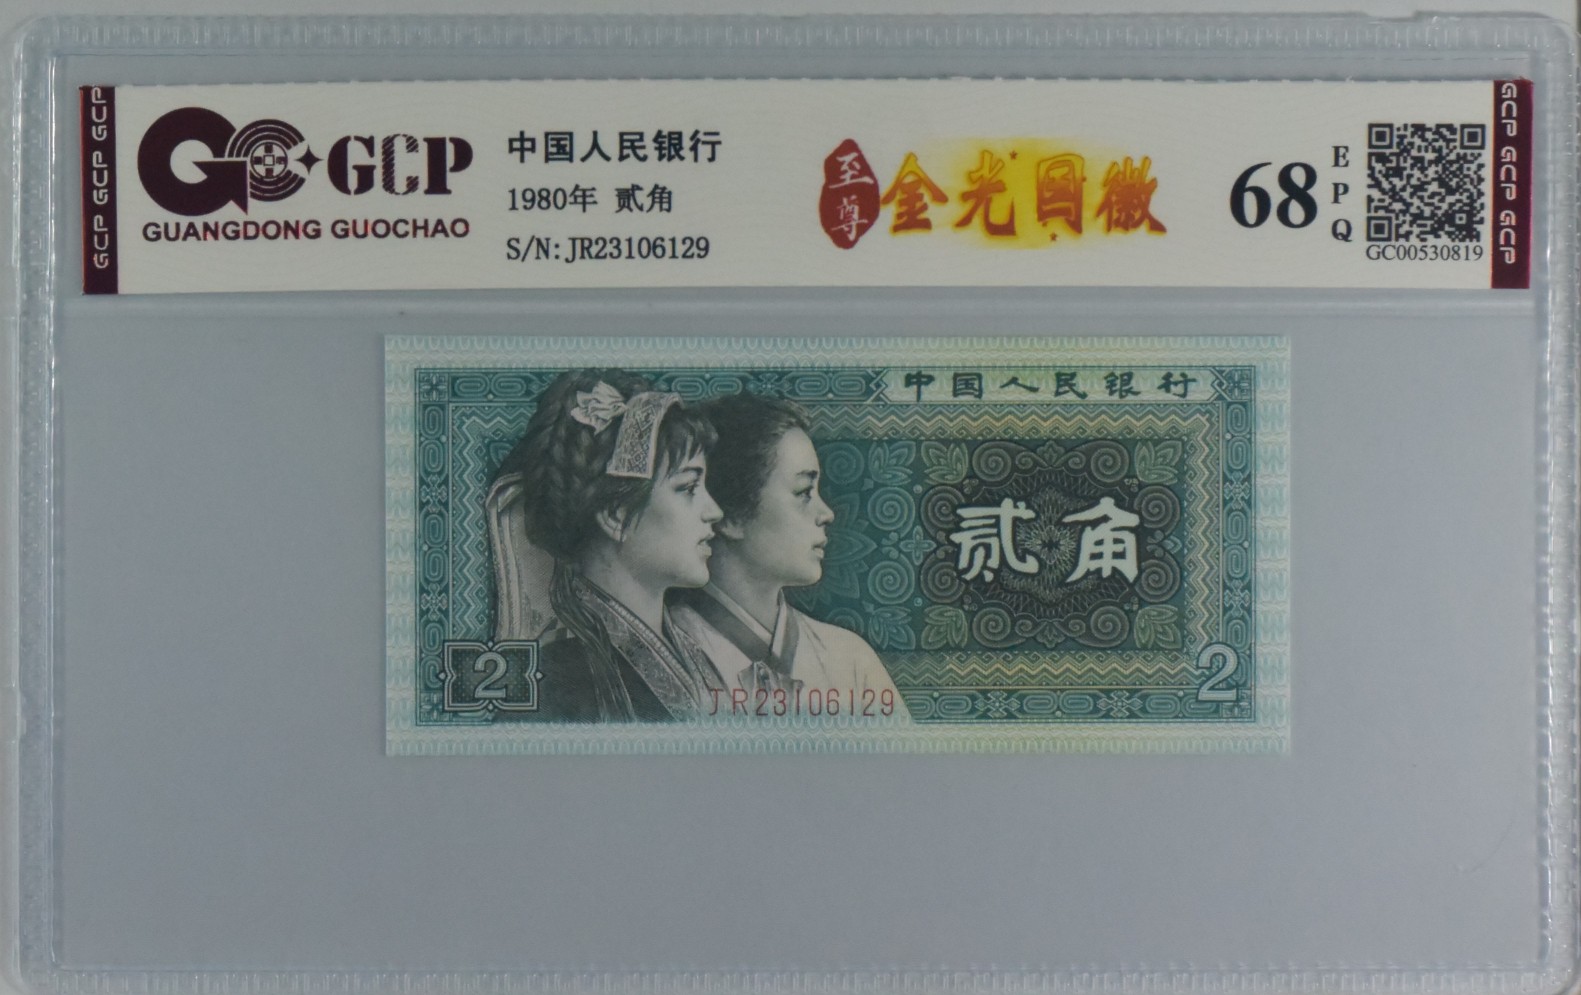 GCP GCP GCP
GCP
GUANGDONG GUOCHAO
中国人民银行
1980年 贰角
S/N:JR23106129
至尊
金光国徽
68
EPQ
GC00530819
GCP GCP GCP
中国人民银行
贰角
2
2
JR23106129